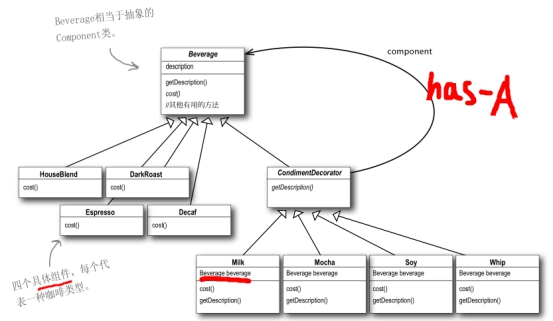 Beverage相当于抽象的
Component类。
Beverage
description
getDescription()
cost()
//其他有用的方法
component
has-A
HouseBlend
cost()
DarkRoast
cost()
Espresso
cost()
Decaf
cost()
CondimentDecorator
getDescription()
四个具体组件，每个代
表一种咖啡类型。
Milk
Beverage beverage
cost()
getDescription()
Mocha
Beverage beverage
cost()
getDescription()
Soy
Beverage beverage
cost()
getDescription()
Whip
Beverage beverage
cost()
getDescription()